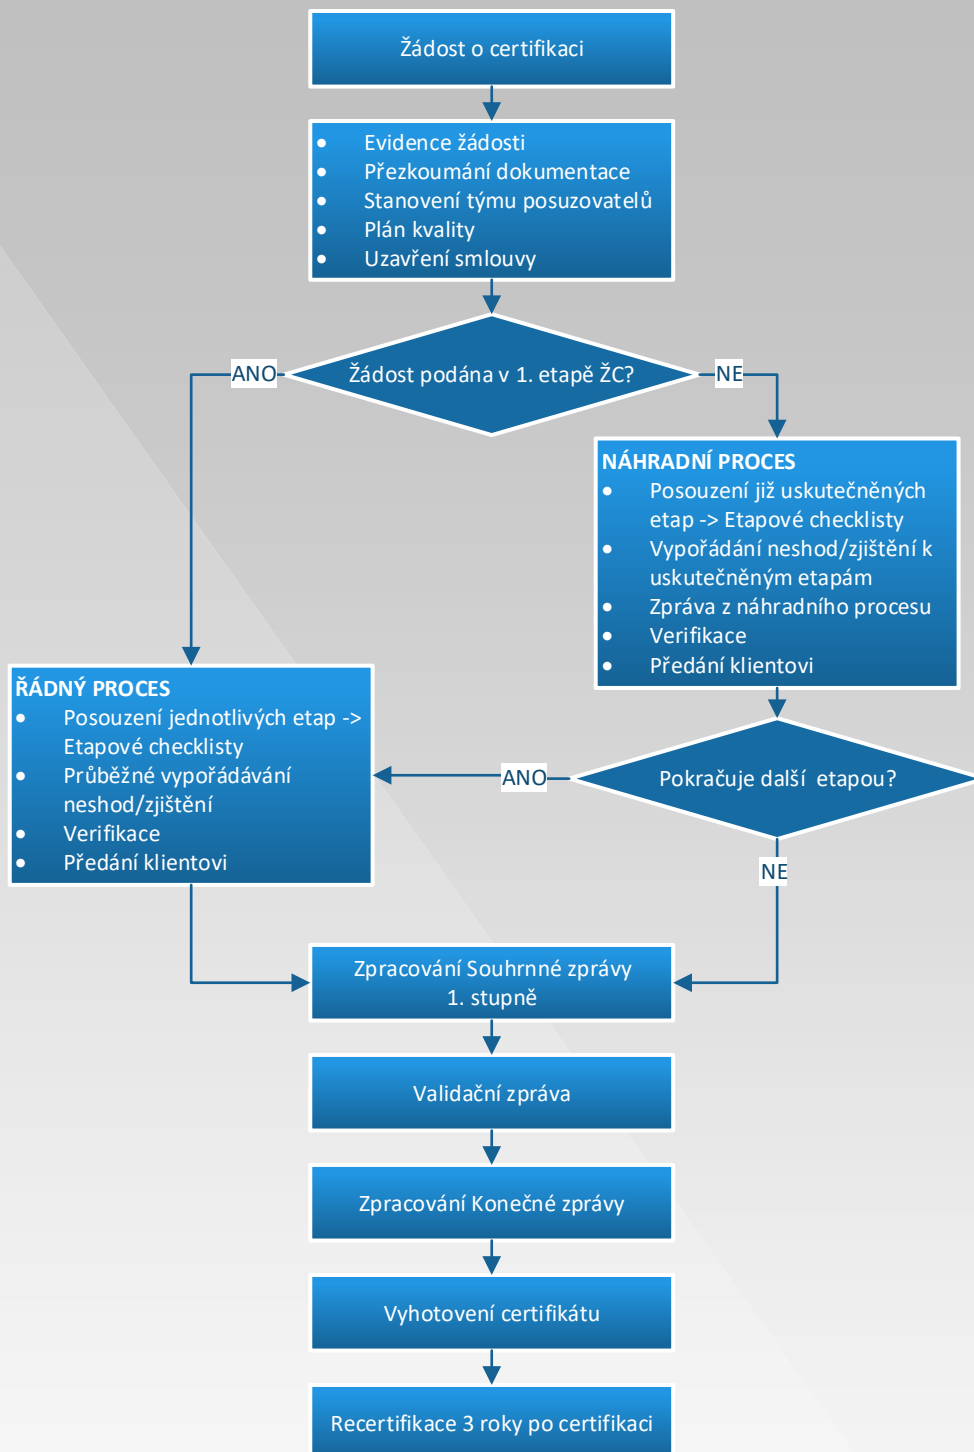 Žádost o certifikaci
• Evidence žádosti
• Přezkoumání dokumentace
• Stanovení týmu posuzovatelů
• Plán kvality
• Uzavření smlouvy
Žádost podána v 1. etapě ŽC?
ANO
NE
NÁHRADNÍ PROCES
• Posouzení již uskutečněných
etap -> Etapové checklisty
• Vypořádání neshod/zjištění k
uskutečněným etapám
• Zpráva z náhradního procesu
• Verifikace
• Předání klientovi
ŘÁDNÝ PROCES
• Posouzení jednotlivých etap ->
Etapové checklisty
• Průběžné vypořádávání
neshod/zjištění
• Verifikace
• Předání klientovi
Pokračuje další etapou?
ANO
NE
Zpracování Souhrnné zprávy
1. stupně
Validační zpráva
Zpracování Konečné zprávy
Vyhotovení certifikátu
Recertifikace 3 roky po certifikaci